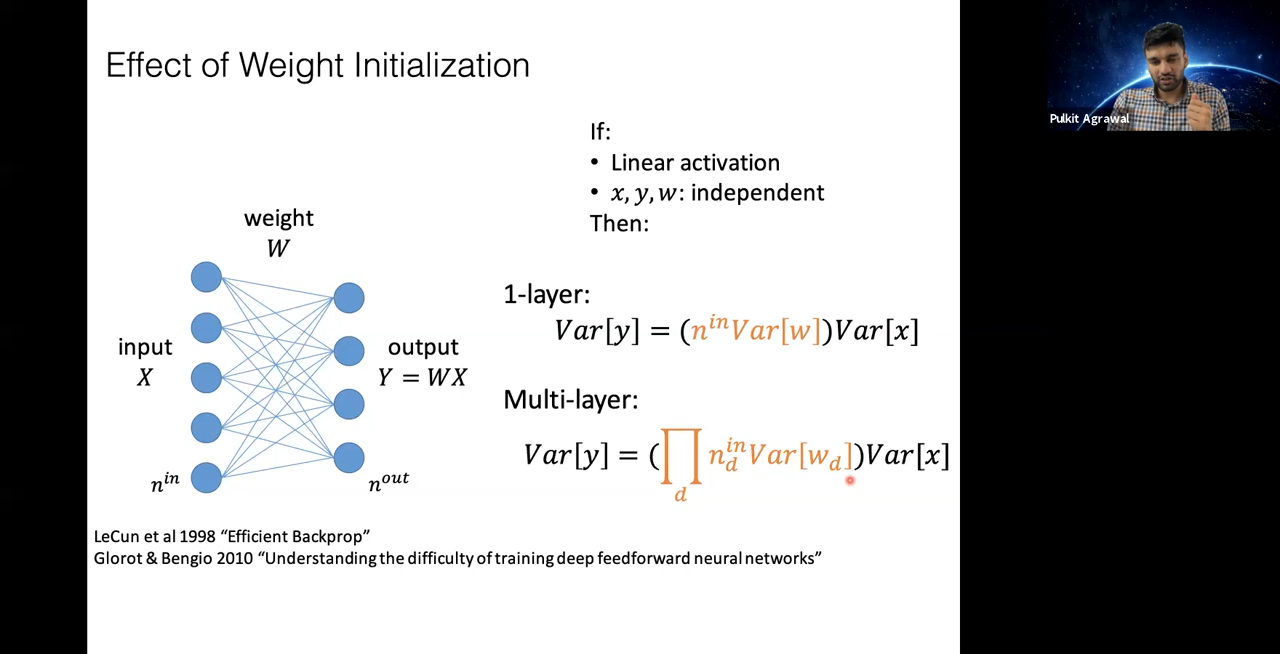 Effect of Weight Initialization
If:
• Linear activation
• x, y, w: independent
Then:
weight
W
input
X
output
Y = WX
n^{in}
n^{out}
1-layer:
Var[y] = (n^{in}Var[w])Var[x]
Multi-layer:
Var[y] = (∏_d n_d^{in}Var[w_d])Var[x]
LeCun et al 1998 “Efficient Backprop”
Glorot & Bengio 2010 “Understanding the difficulty of training deep feedforward neural networks”
Pulkit Agrawal